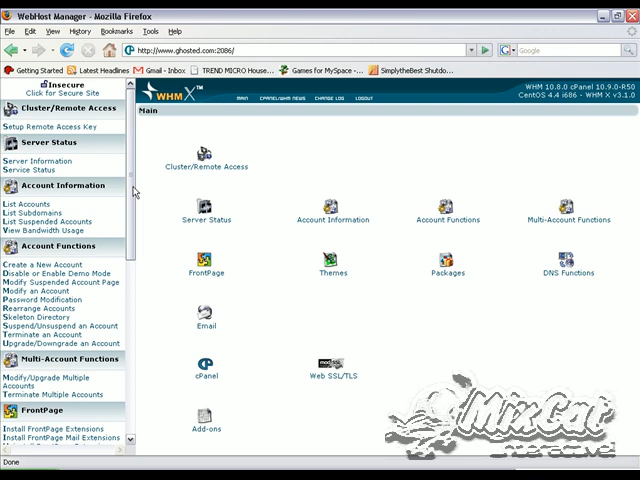 WebHost Manager - Mozilla Firefox
File Edit View History Bookmarks Tools Help
http://www.ghosted.com:2086/
Google
Getting Started Latest Headlines Gmail - Inbox TREND MICRO House... Games for MySpace -... SimplytheBest Shutdo...
Insecure
Click for Secure Site
Cluster/Remote Access
Setup Remote Access Key
Server Status
Server Information
Service Status
Account Information
List Accounts
List Subdomains
List Suspended Accounts
View Bandwidth Usage
Account Functions
Create a New Account
Disable or Enable Demo Mode
Modify Suspended Account Page
Modify an Account
Password Modification
Rearrange Accounts
Skeleton Directory
Suspend/Unsuspend an Account
Terminate an Account
Upgrade/Downgrade an Account
Multi-Account Functions
Modify/Upgrade Multiple
Accounts
Terminate Multiple Accounts
FrontPage
Install FrontPage Extensions
Install FrontPage Mail Extensions
WHM X™
MAIN CPANEL/WHM NEWS CHANGE LOG LOGOUT
WHM 10.8.0 cPanel 10.9.0-R50
CentOS 4.4 i686 - WHM X v3.1.0
Main
Cluster/Remote Access
Server Status Account Information Account Functions Multi-Account Functions
FrontPage Themes Packages DNS Functions
Email
cPanel Web SSL/TLS
Add-ons
MixCat
Done